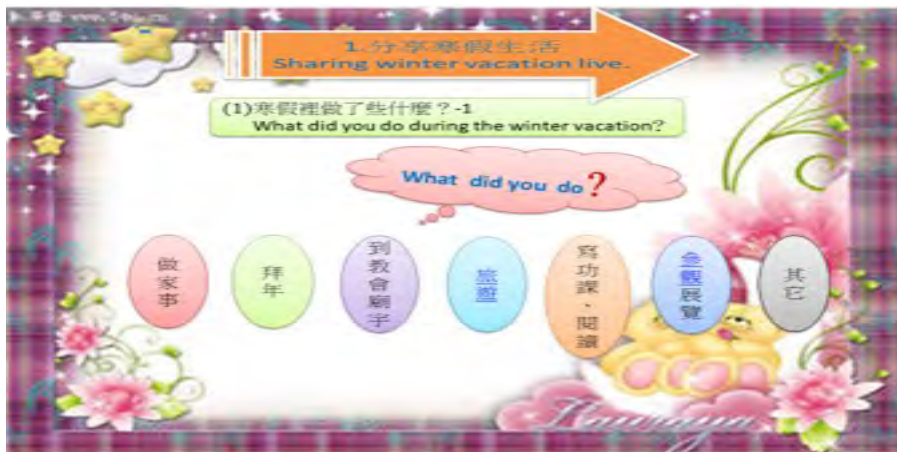 1.分享寒假生活
Sharing winter vacation live.
(1)寒假裡做了些什麼？-1
What did you do during the winter vacation?
What did you do?
做家事
拜年
到教會廟宇
旅遊
寫功課、閱讀
參觀展覽
其它